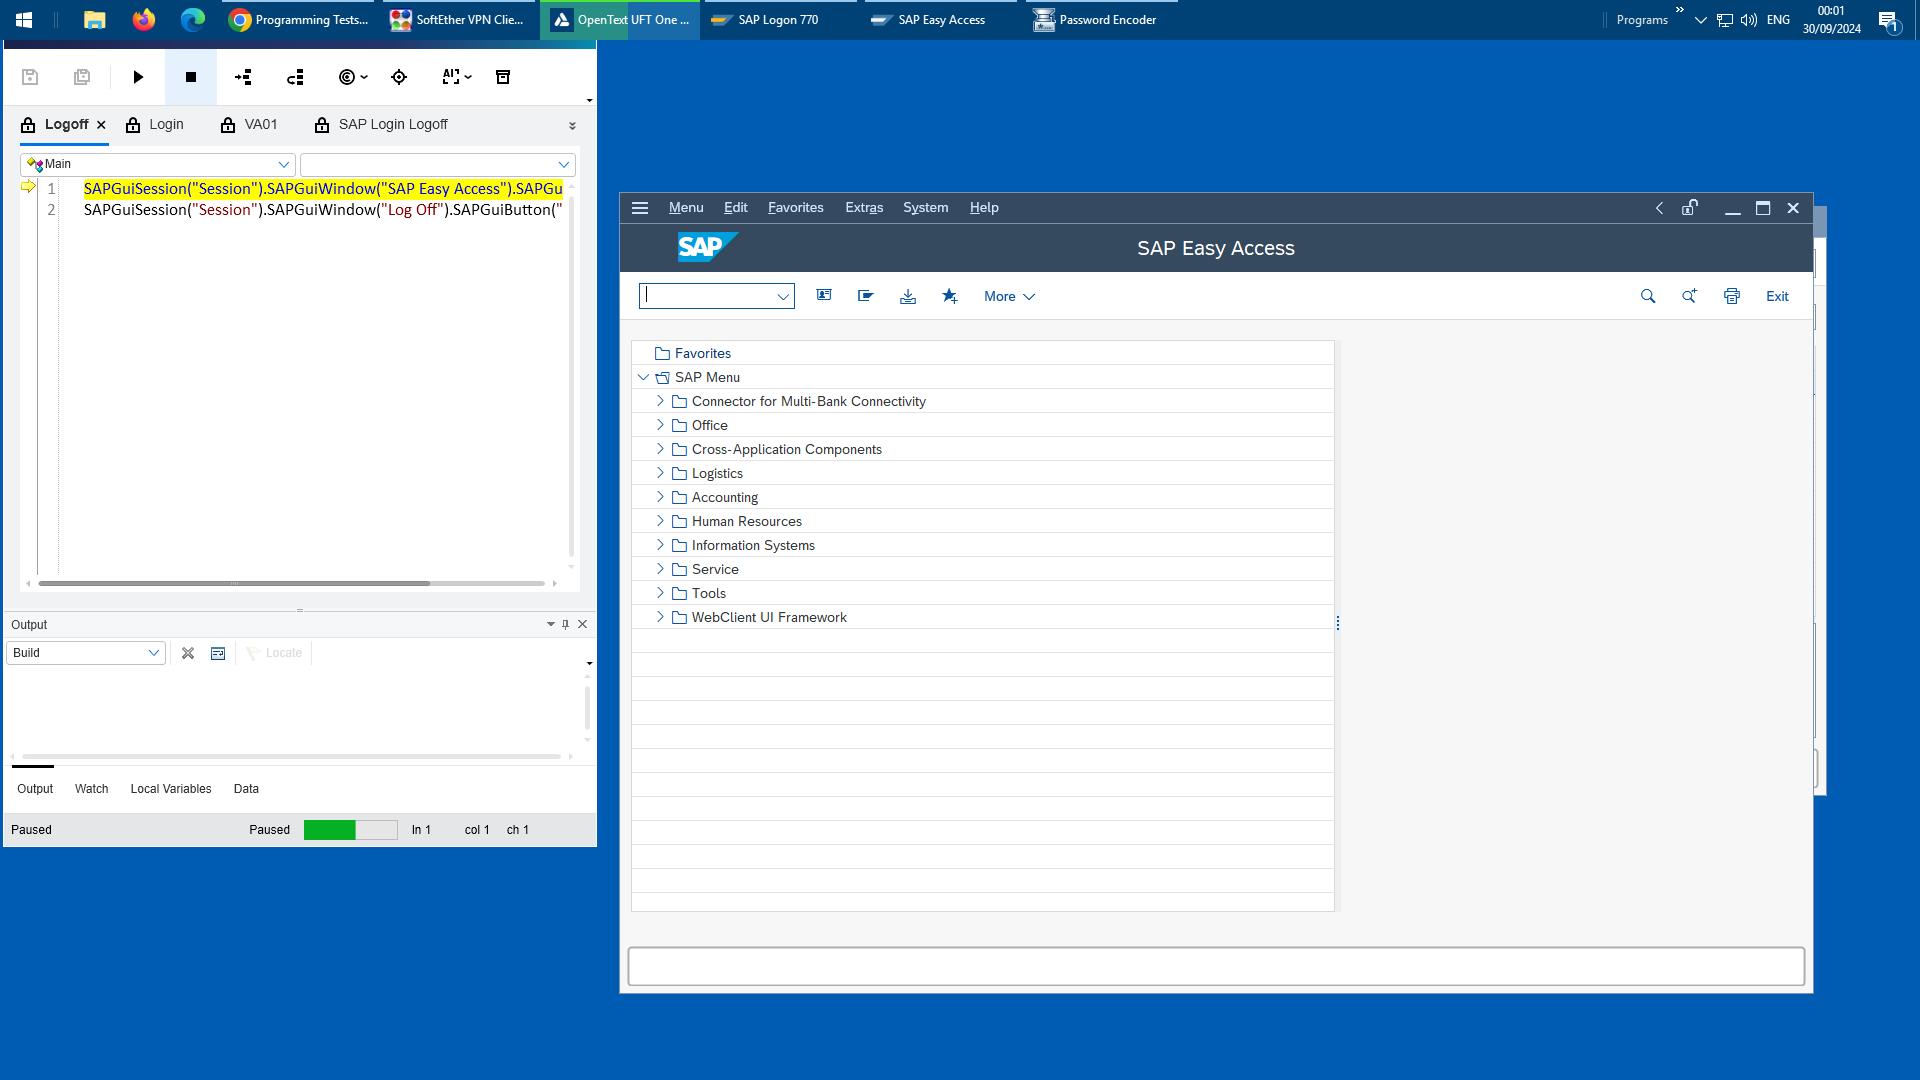 Programming Tests...
SoftEther VPN Clie...
OpenText UFT One ...
SAP Logon 770
SAP Easy Access
Password Encoder
Programs
ENG
00:01
30/09/2024
1
AI
Logoff
Login
VA01
SAP Login Logoff
Main
1 SAPGuiSession("Session").SAPGuiWindow("SAP Easy Access").SAPGu
2 SAPGuiSession("Session").SAPGuiWindow("Log Off").SAPGuiButton("
Output
Build
Locate
Output
Watch
Local Variables
Data
Paused
Paused
ln 1
col 1
ch 1
Menu
Edit
Favorites
Extras
System
Help
SAP
SAP Easy Access
More
Exit
Favorites
SAP Menu
Connector for Multi-Bank Connectivity
Office
Cross-Application Components
Logistics
Accounting
Human Resources
Information Systems
Service
Tools
WebClient UI Framework